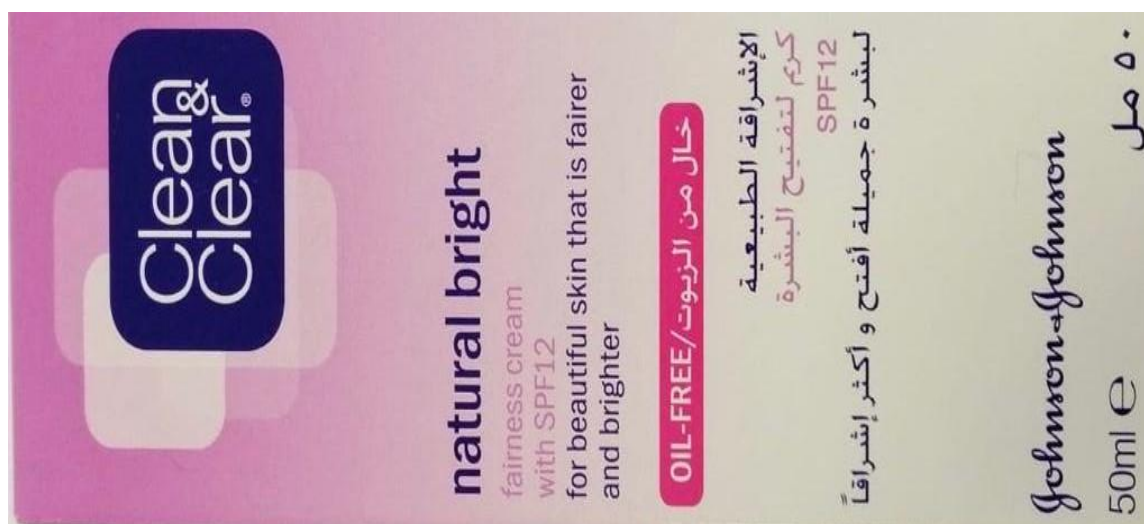 Clean
&
Clear®
natural bright
fairness cream
with SPF12
for beautiful skin that is fairer
and brighter
OIL-FREE/خال من الزيوت
الإشراقة الطبيعية
كريم لتفتيح البشرة
SPF12
لبشرة جميلة أفتح و أكثر إشراقاً
Johnson+Johnson
50ml e
٥٠ مل